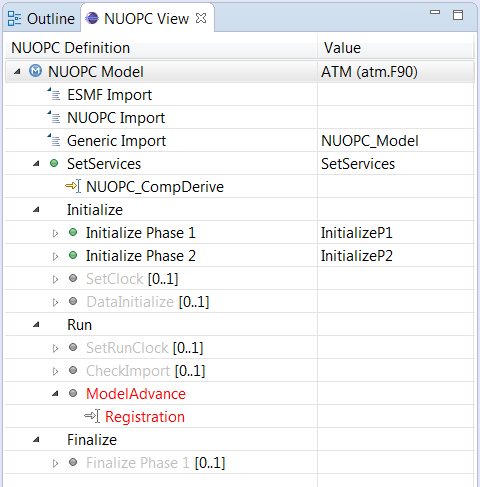 Outline NUOPC View
NUOPC Definition Value
NUOPC Model ATM (atm.F90)
ESMF Import
NUOPC Import
Generic Import NUOPC_Model
SetServices SetServices
NUOPC_CompDerive
Initialize
Initialize Phase 1 InitializeP1
Initialize Phase 2 InitializeP2
SetClock [0..1]
DataInitialize [0..1]
Run
SetRunClock [0..1]
CheckImport [0..1]
ModelAdvance
Registration
Finalize
Finalize Phase 1 [0..1]